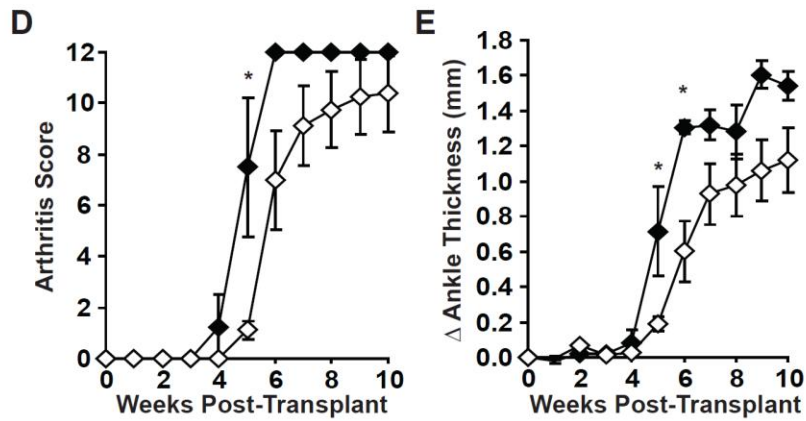 D
12
10
8
6
4
2
0
Arthritis Score
*
0 2 4 6 8 10
Weeks Post-Transplant
E
1.8
1.6
1.4
1.2
1.0
0.8
0.6
0.4
0.2
0.0
△ Ankle Thickness (mm)
*
*
0 2 4 6 8 10
Weeks Post-Transplant